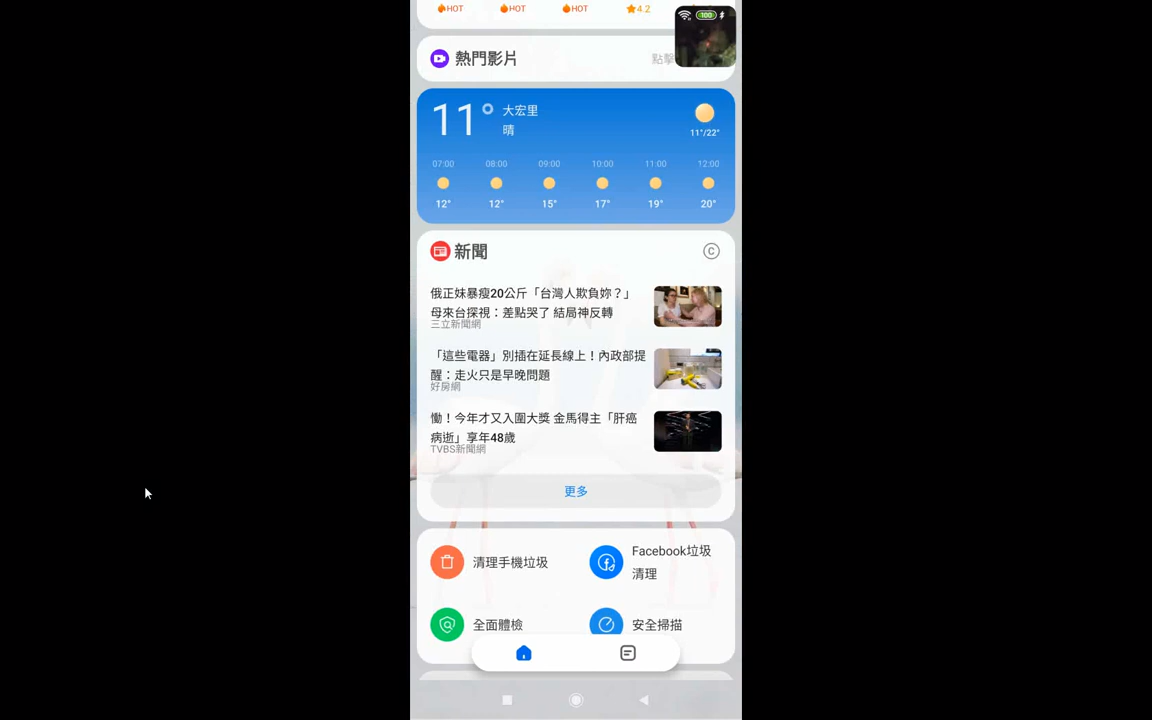 HOT HOT HOT 4.2
100
熱門影片 點擊
11° 大宏里
晴
11°/22°
07:00 08:00 09:00 10:00 11:00 12:00
12° 12° 15° 17° 19° 20°
新聞 C
俄正妹暴瘦20公斤「台灣人欺負妳？」
母來台探視：差點哭了 結局神反轉
三立新聞網
「這些電器」別插在延長線上！內政部提
醒：走火只是早晚問題
好房網
慟！今年才又入圍大獎 金馬得主「肝癌
病逝」享年48歲
TVBS新聞網
更多
清理手機垃圾
Facebook垃圾
清理
全面體檢
安全掃描